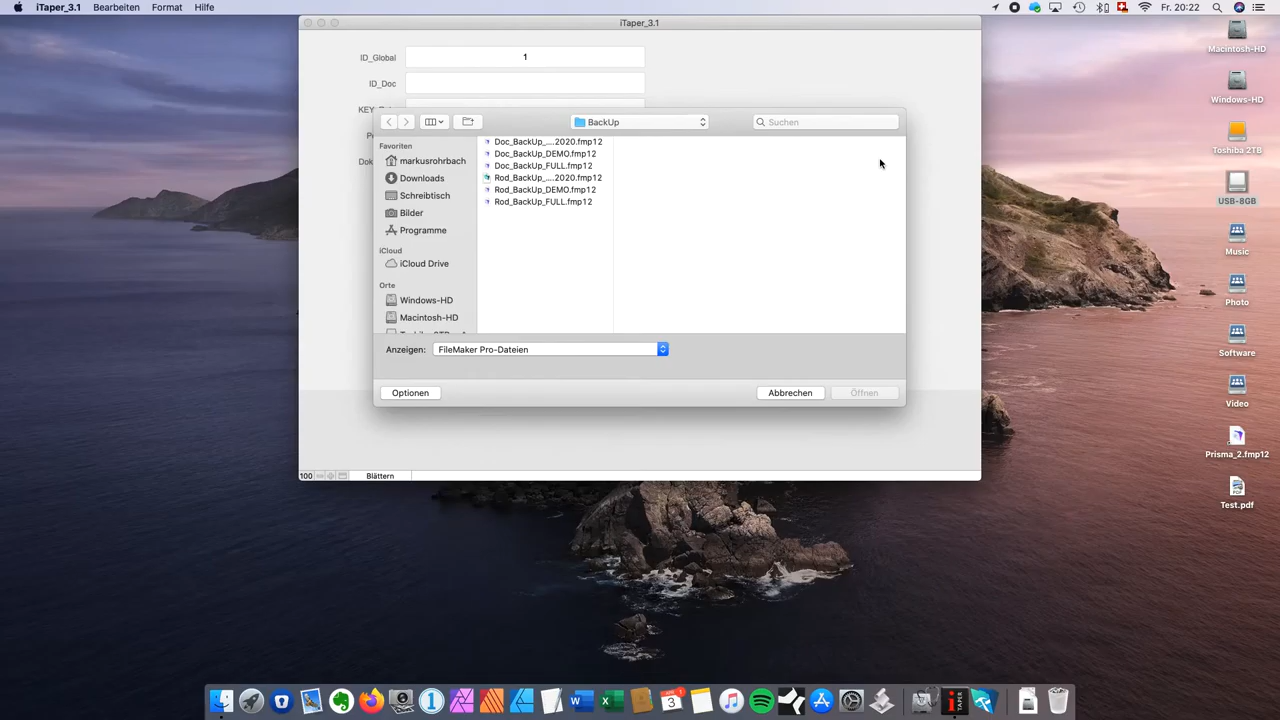 iTaper_3.1 Bearbeiten Format Hilfe
Fr. 20:22
iTaper_3.1
ID_Global 1
ID_Doc
BackUp
Suchen
Favoriten
markusrohrbach
Downloads
Schreibtisch
Bilder
Programme
iCloud
iCloud Drive
Orte
Windows-HD
Macintosh-HD
Doc_BackUp_....2020.fmp12
Doc_BackUp_DEMO.fmp12
Doc_BackUp_FULL.fmp12
Rod_BackUp_....2020.fmp12
Rod_BackUp_DEMO.fmp12
Rod_BackUp_FULL.fmp12
Anzeigen: FileMaker Pro-Dateien
Optionen
Abbrechen
Öffnen
100
Blättern
Macintosh-HD
Windows-HD
Toshiba 2TB
USB-8GB
Music
Photo
Software
Video
Prisma_2.fmp12
PDF
Test.pdf
3
TAPER